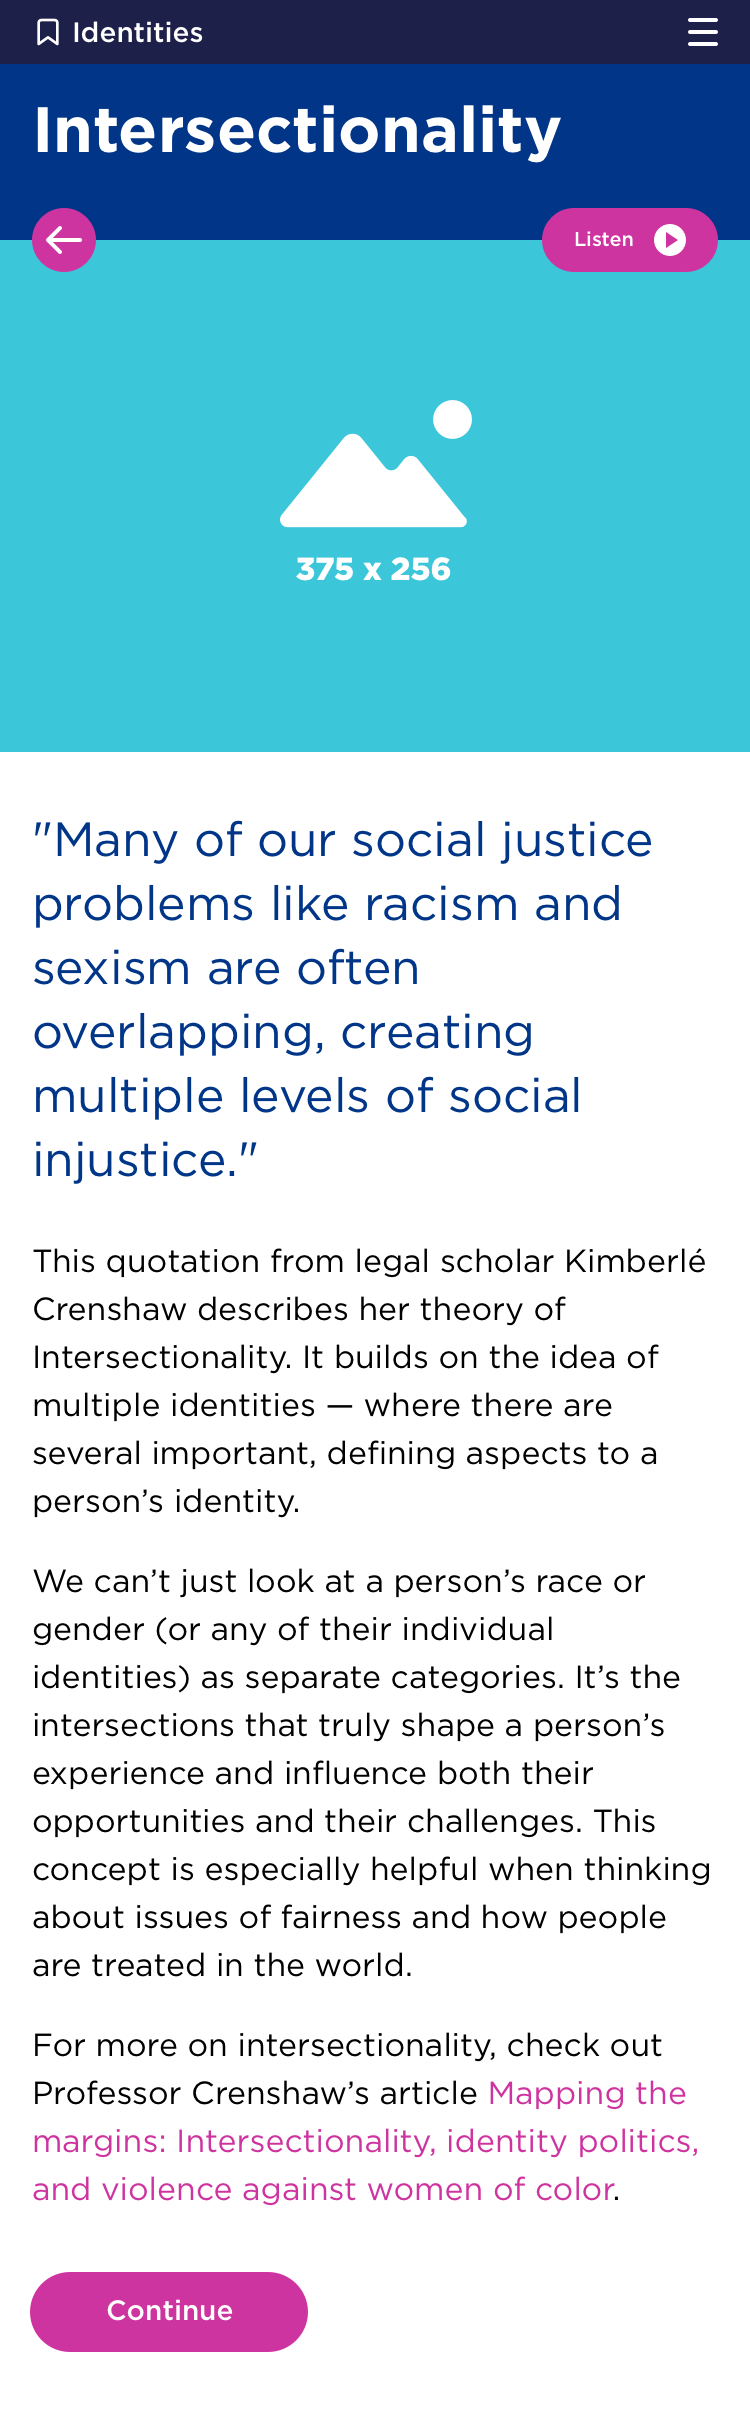 Identities
Intersectionality
Listen
375 x 256
"Many of our social justice
problems like racism and
sexism are often
overlapping, creating
multiple levels of social
injustice."
This quotation from legal scholar Kimberlé
Crenshaw describes her theory of
Intersectionality. It builds on the idea of
multiple identities — where there are
several important, defining aspects to a
person’s identity.
We can’t just look at a person’s race or
gender (or any of their individual
identities) as separate categories. It’s the
intersections that truly shape a person’s
experience and influence both their
opportunities and their challenges. This
concept is especially helpful when thinking
about issues of fairness and how people
are treated in the world.
For more on intersectionality, check out
Professor Crenshaw’s article Mapping the
margins: Intersectionality, identity politics,
and violence against women of color.
Continue